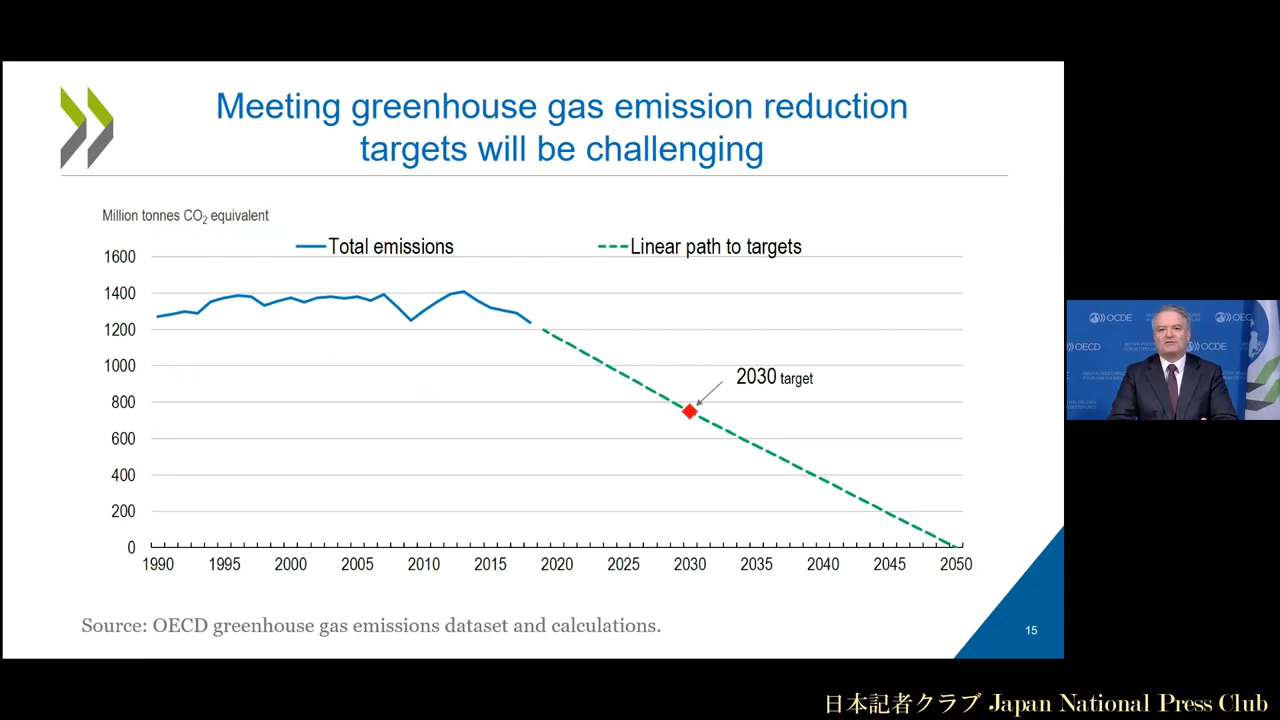 Meeting greenhouse gas emission reduction
targets will be challenging
Million tonnes CO₂ equivalent
Total emissions
Linear path to targets
1600
1400
1200
1000
800
600
400
200
0
2030 target
1990 1995 2000 2005 2010 2015 2020 2025 2030 2035 2040 2045 2050
Source: OECD greenhouse gas emissions dataset and calculations.
15
OCDE
OEC
OECD
OCDE
日本記者クラブ Japan National Press Club